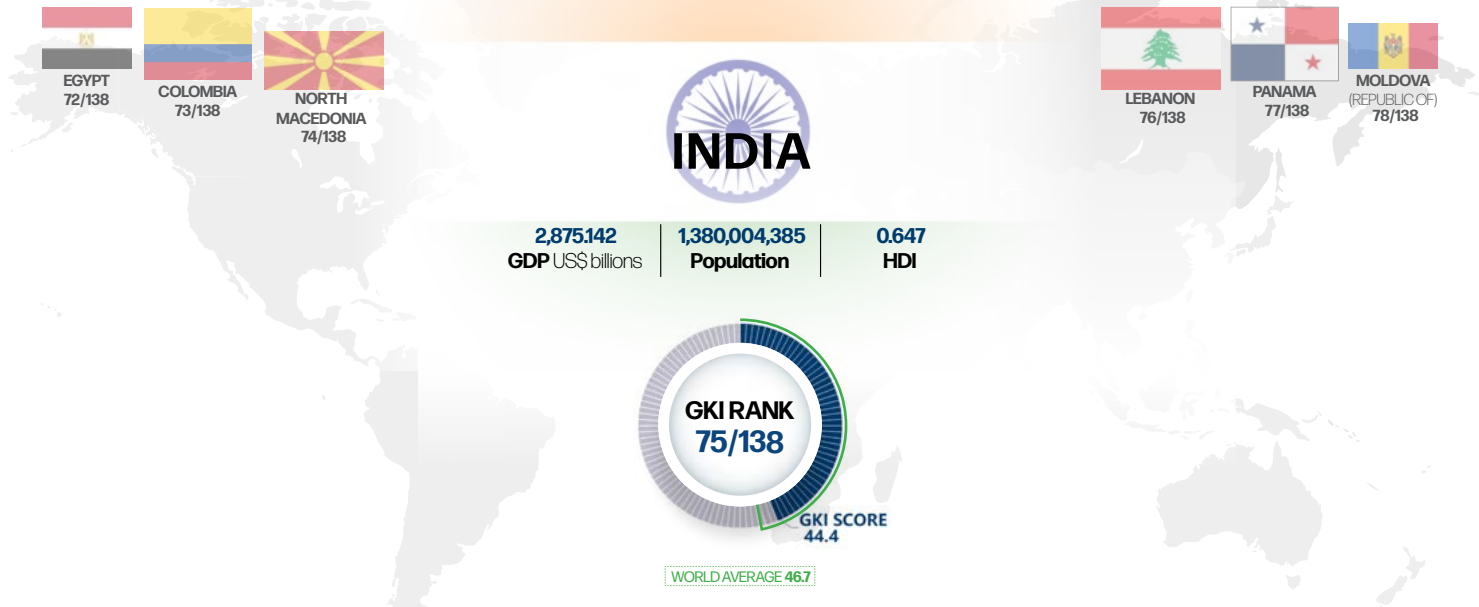 EGYPT
72/138
COLOMBIA
73/138
NORTH
MACEDONIA
74/138
LEBANON
76/138
PANAMA
77/138
MOLDOVA
(REPUBLIC OF)
78/138
INDIA
2,875.142
GDP US$ billions
1,380,004,385
Population
0.647
HDI
GKI RANK
75/138
GKI SCORE
44.4
WORLD AVERAGE 46.7